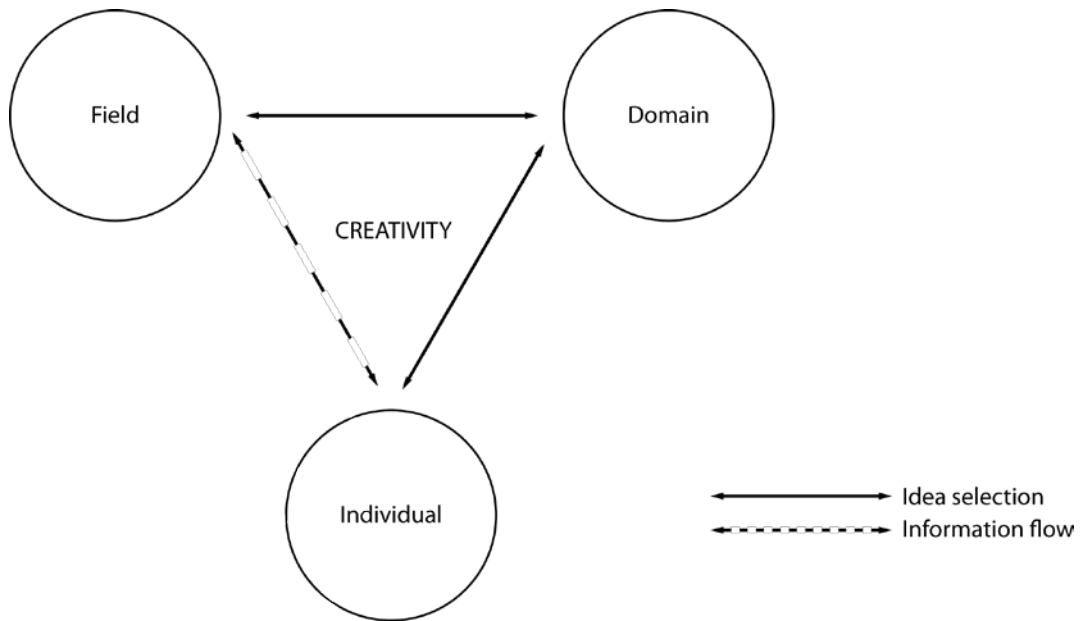 Field
Domain
CREATIVITY
Individual
Idea selection
Information flow